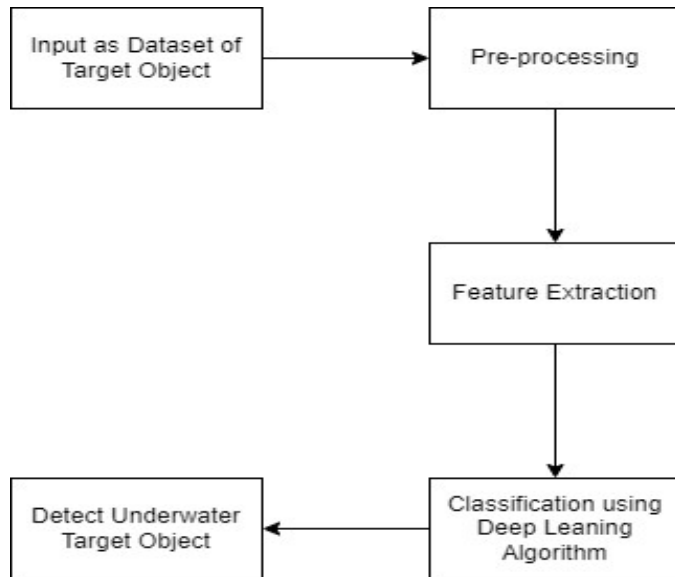 Input as Dataset of
Target Object
Pre-processing
Feature Extraction
Classification using
Deep Leaning
Algorithm
Detect Underwater
Target Object